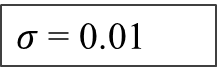 σ = 0.01